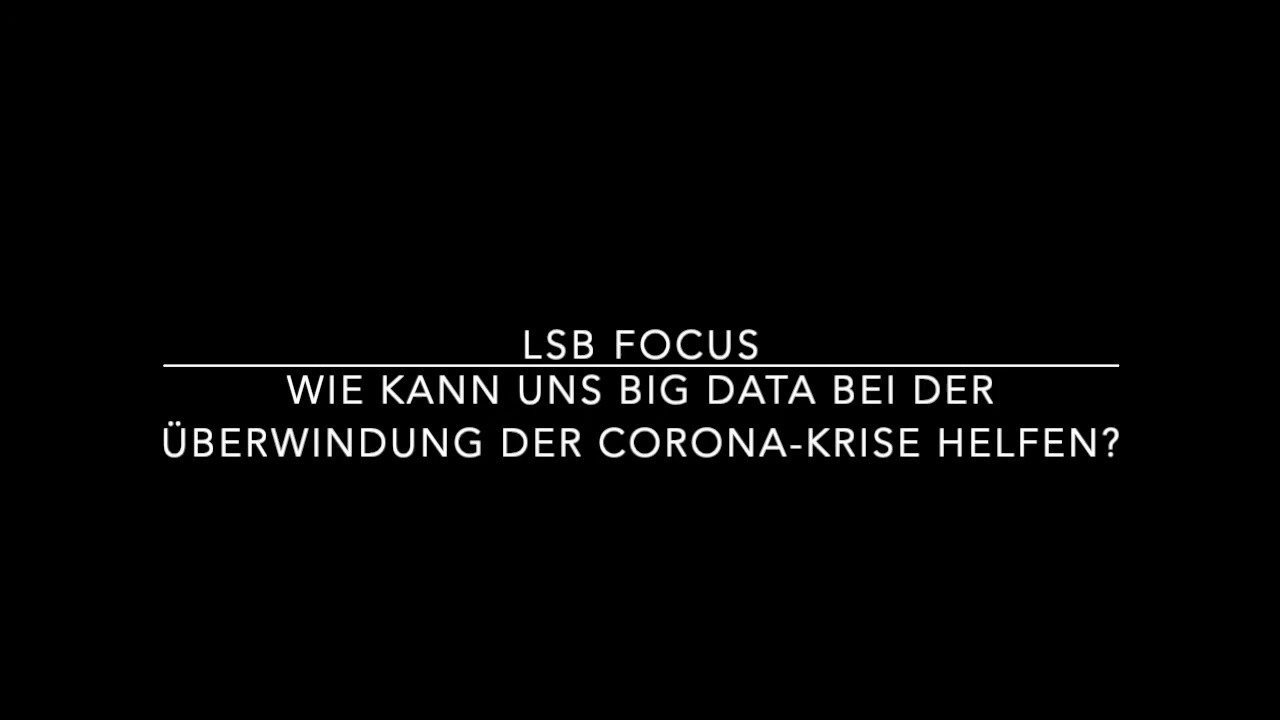 LSB FOCUS
WIE KANN UNS BIG DATA BEI DER
ÜBERWINDUNG DER CORONA-KRISE HELFEN?